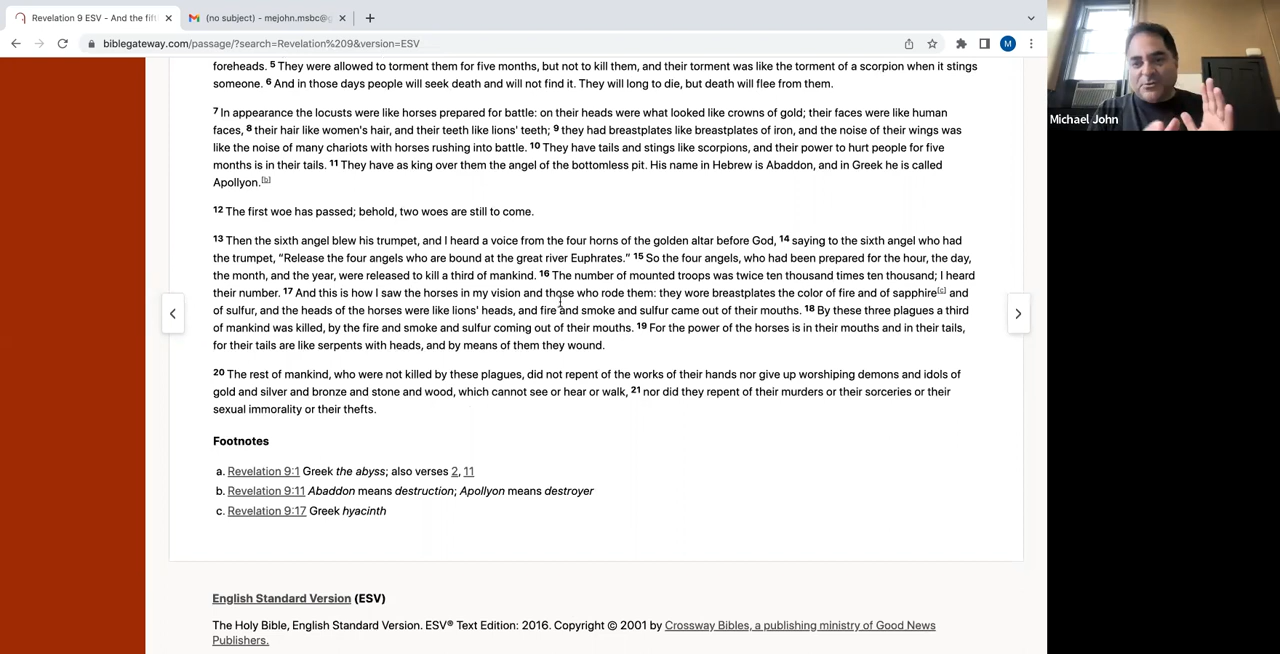 Revelation 9 ESV - And the fif
(no subject) - mejohn.msbc@g
biblegateway.com/passage/?search=Revelation%209&version=ESV
M
foreheads. 5 They were allowed to torment them for five months, but not to kill them, and their torment was like the torment of a scorpion when it stings
someone. 6 And in those days people will seek death and will not find it. They will long to die, but death will flee from them.
7 In appearance the locusts were like horses prepared for battle: on their heads were what looked like crowns of gold; their faces were like human
faces, 8 their hair like women's hair, and their teeth like lions' teeth; 9 they had breastplates like breastplates of iron, and the noise of their wings was
like the noise of many chariots with horses rushing into battle. 10 They have tails and stings like scorpions, and their power to hurt people for five
months is in their tails. 11 They have as king over them the angel of the bottomless pit. His name in Hebrew is Abaddon, and in Greek he is called
Apollyon.[b]
12 The first woe has passed; behold, two woes are still to come.
13 Then the sixth angel blew his trumpet, and I heard a voice from the four horns of the golden altar before God, 14 saying to the sixth angel who had
the trumpet, “Release the four angels who are bound at the great river Euphrates.” 15 So the four angels, who had been prepared for the hour, the day,
the month, and the year, were released to kill a third of mankind. 16 The number of mounted troops was twice ten thousand times ten thousand; I heard
their number. 17 And this is how I saw the horses in my vision and those who rode them: they wore breastplates the color of fire and of sapphire[c] and
of sulfur, and the heads of the horses were like lions' heads, and fire and smoke and sulfur came out of their mouths. 18 By these three plagues a third
of mankind was killed, by the fire and smoke and sulfur coming out of their mouths. 19 For the power of the horses is in their mouths and in their tails,
for their tails are like serpents with heads, and by means of them they wound.
20 The rest of mankind, who were not killed by these plagues, did not repent of the works of their hands nor give up worshiping demons and idols of
gold and silver and bronze and stone and wood, which cannot see or hear or walk, 21 nor did they repent of their murders or their sorceries or their
sexual immorality or their thefts.
Footnotes
a. Revelation 9:1 Greek the abyss; also verses 2, 11
b. Revelation 9:11 Abaddon means destruction; Apollyon means destroyer
c. Revelation 9:17 Greek hyacinth
English Standard Version (ESV)
The Holy Bible, English Standard Version. ESV® Text Edition: 2016. Copyright © 2001 by Crossway Bibles, a publishing ministry of Good News
Publishers.
Michael John